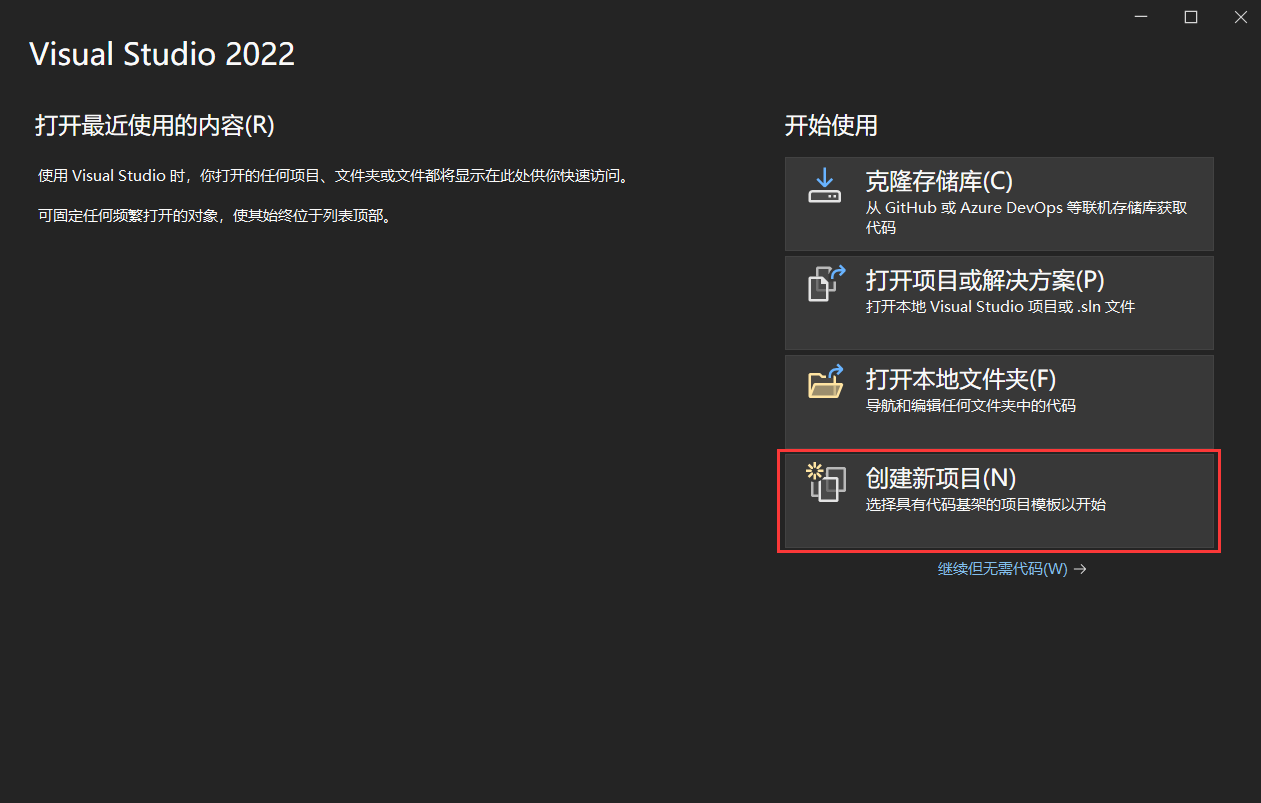 Visual Studio 2022
打开最近使用的内容(R)
使用 Visual Studio 时，你打开的任何项目、文件夹或文件都将显示在此处供你快速访问。
可固定任何频繁打开的对象，使其始终位于列表顶部。
开始使用
克隆存储库(C)
从 GitHub 或 Azure DevOps 等联机存储库获取
代码
打开项目或解决方案(P)
打开本地 Visual Studio 项目或 .sln 文件
打开本地文件夹(F)
导航和编辑任何文件夹中的代码
创建新项目(N)
选择具有代码基架的项目模板以开始
继续但无需代码(W) →